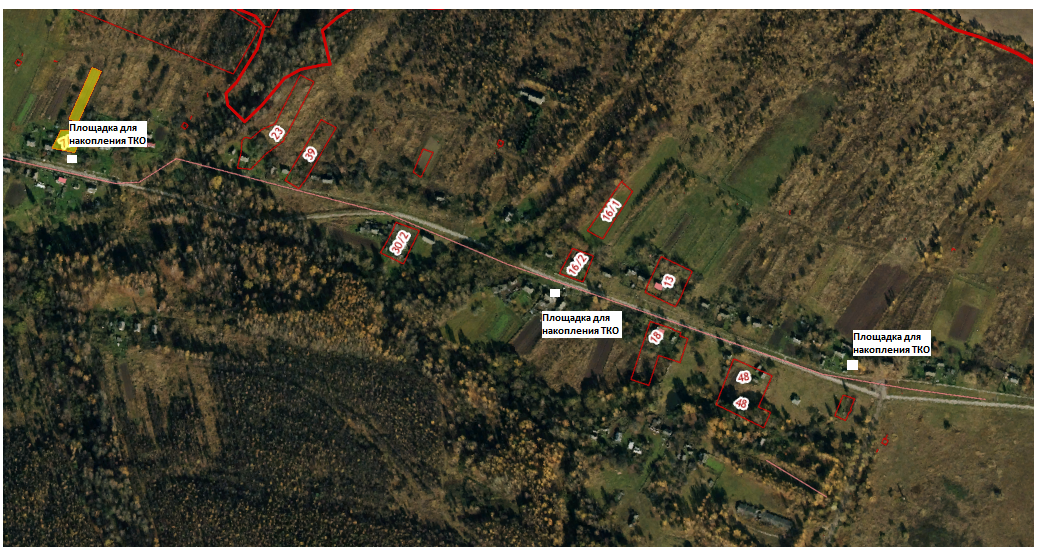 Площадка для
накопления ТКО
23
39
30/2
16/1
16/2
13
Площадка для
накопления ТКО
18
Площадка для
накопления ТКО
48
48